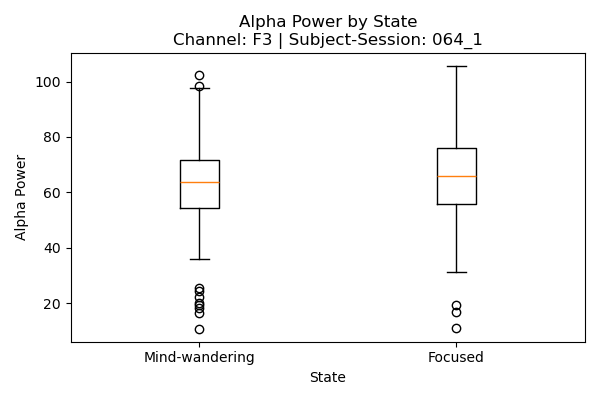 Alpha Power by State
Channel: F3 | Subject-Session: 064_1
Alpha Power
100
80
60
40
20
Mind-wandering
Focused
State